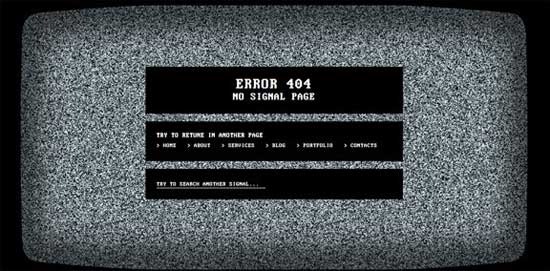 ERROR 404
NO SIGNAL PAGE
TRY TO RETUNE IN ANOTHER PAGE
> HOME > ABOUT > SERVICES > BLOG > PORTFOLIO > CONTACTS
TRY TO SEARCH ANOTHER SIGNAL...